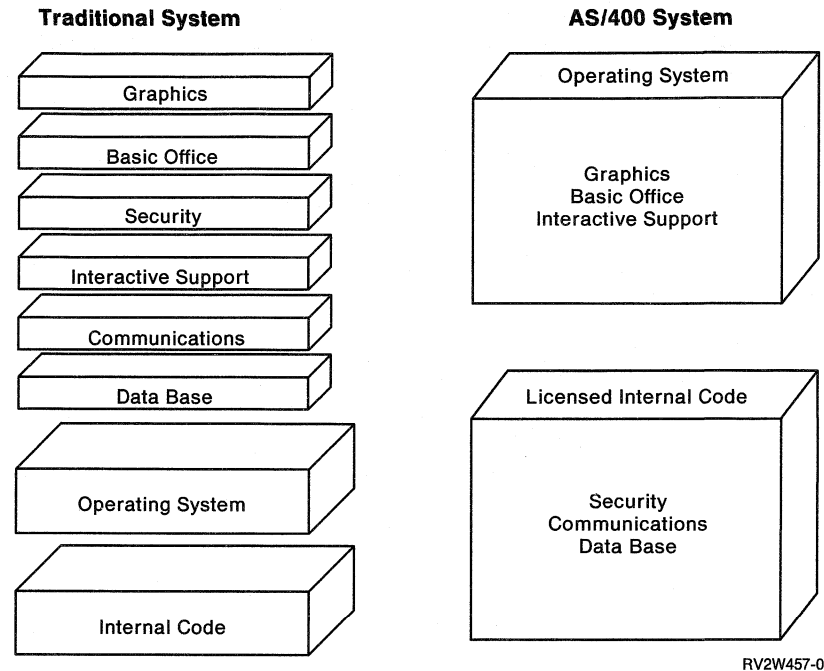 Traditional System
Graphics
Basic Office
Security
Interactive Support
Communications
Data Base
Operating System
Internal Code
AS/400 System
Operating System
Graphics
Basic Office
Interactive Support
Licensed Internal Code
Security
Communications
Data Base
RV2W457-0